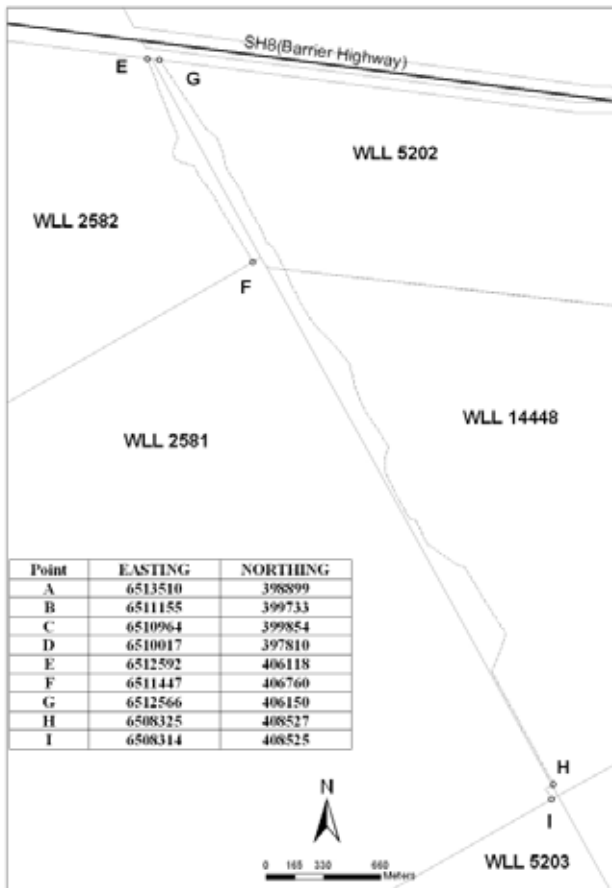 SH8(Barrier Highway)
E
G
WLL 5202
WLL 2582
F
WLL 14448
WLL 2581
Point EASTING NORTHING
A 6513510 398899
B 6511155 399733
C 6510964 399854
D 6510017 397810
E 6512592 406118
F 6511447 406760
G 6512566 406150
H 6508325 408527
I 6508314 408525
H
N
I
0 165 330 660
Meters
WLL 5203